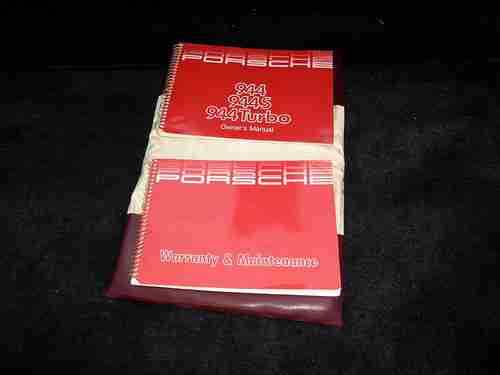 PORSCHE
944
944S
944Turbo
Owner's Manual
PORSCHE
Warranty & Maintenance